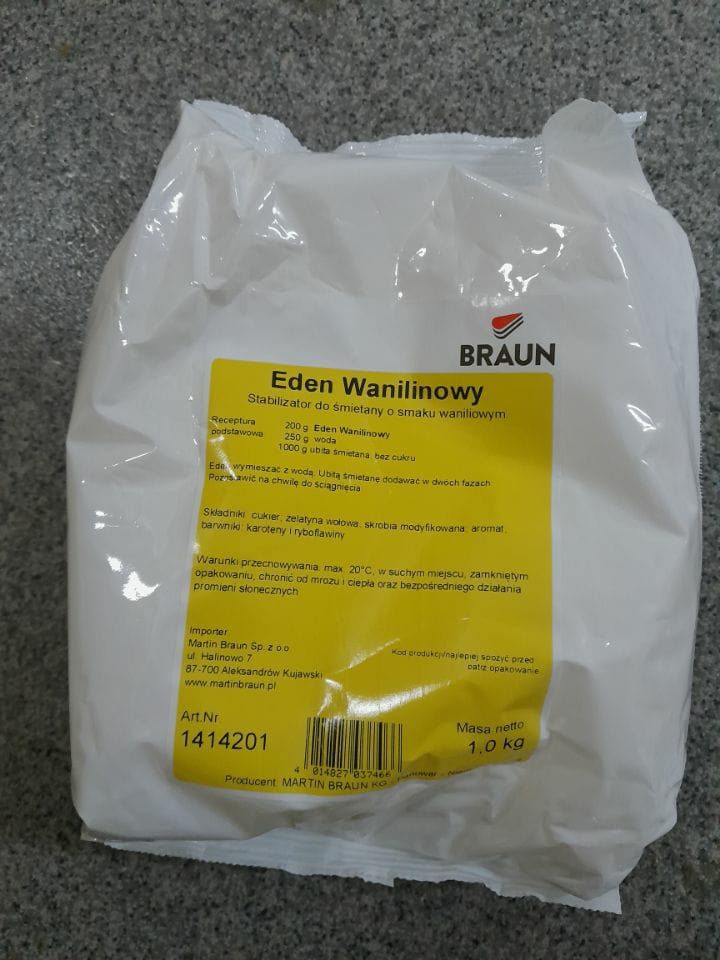 BRAUN
Eden Wanilinowy
Stabilizator do śmietany o smaku waniliowym
Receptura podstawowa
200 g Eden Wanilinowy
250 g woda
1000 g ubita śmietana, bez cukru
Eden wymieszać z wodą. Ubitą śmietanę dodawać w dwóch fazach
Pozostawić na chwilę do ściągnięcia
Składniki: cukier, żelatyna wołowa, skrobia modyfikowana, aromat,
barwniki: karoteny i ryboflawiny
Warunki przechowywania: max. 20°C, w suchym miejscu, zamkniętym
opakowaniu, chronić od mrozu i ciepła oraz bezpośredniego działania
promieni słonecznych
Importer
Martin Braun Sp. z o.o
ul. Halinowo 7
87-700 Aleksandrów Kujawski
www.martinbraun.pl
Kod produkcji/najlepiej spożyć przed
patrz opakowanie
Art.Nr.
1414201
Masa netto:
1,0 kg
4 014827 037466
Producent: MARTIN BRAUN KG